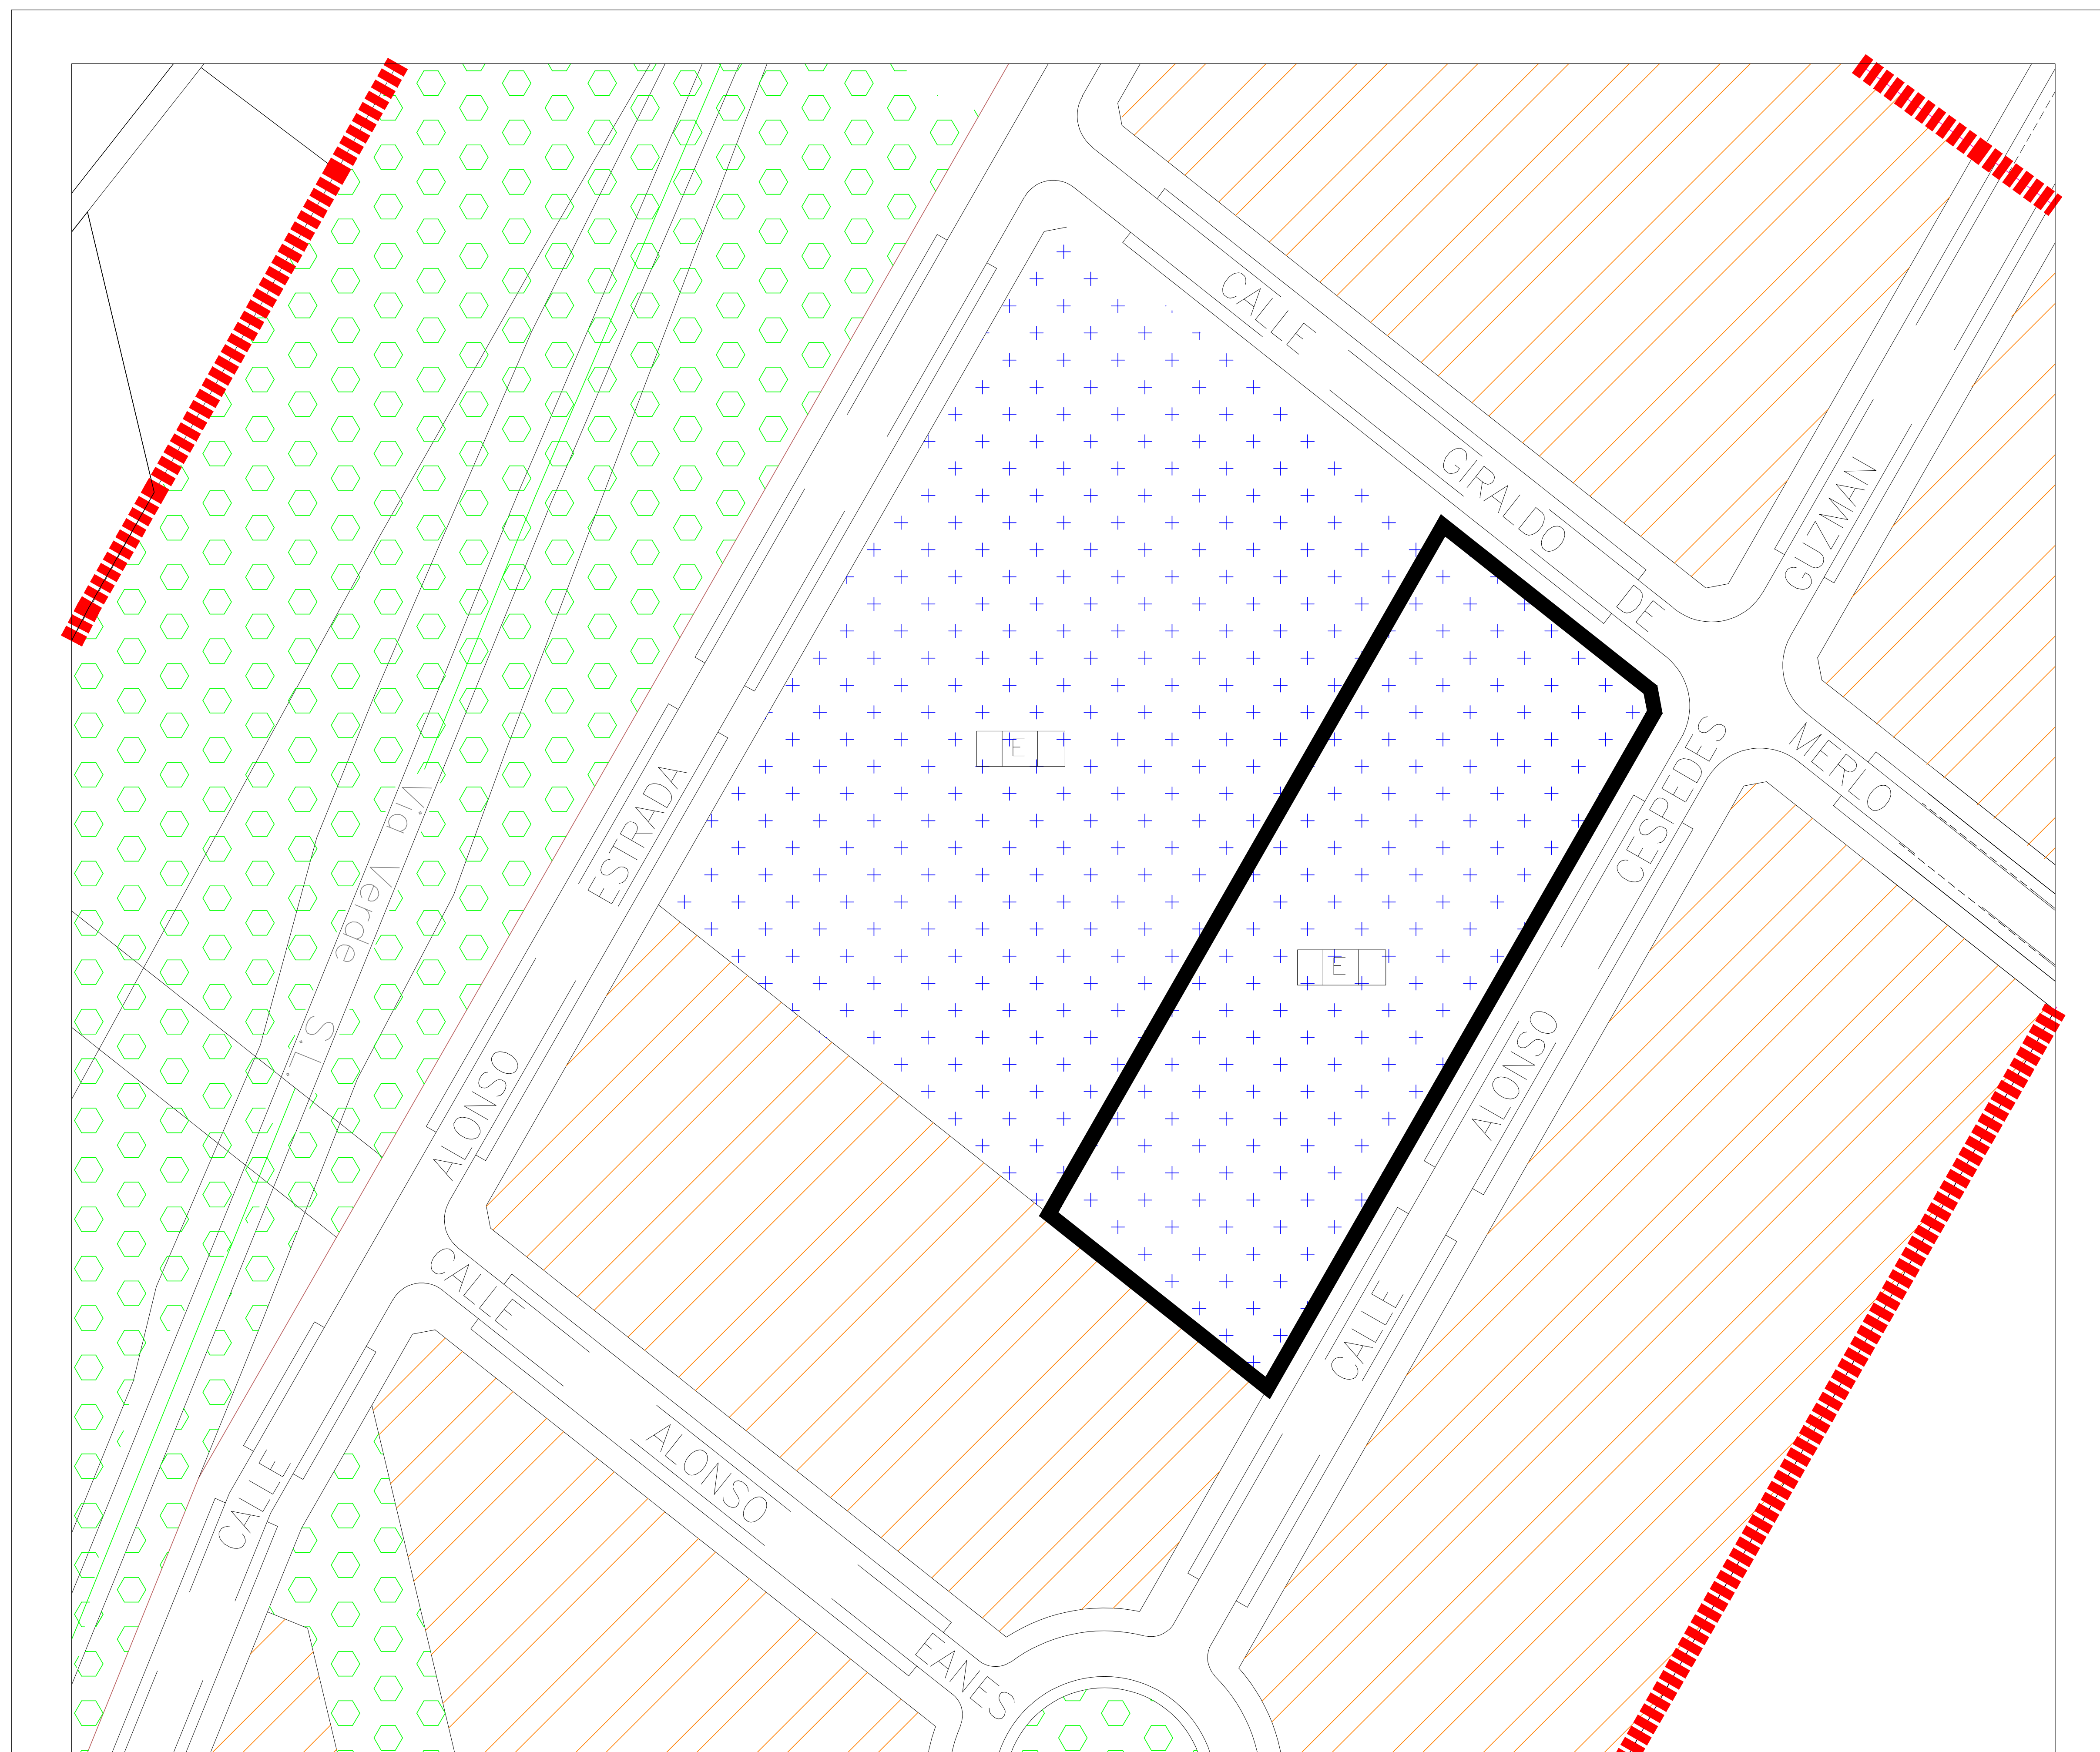 CALLE
GIRALDO
DE
MERLO
GUZMAN
CESPEDES
ALONSO
CALLE
ESTRADA
ALONSO
CALLE
Vía Verde
S.L.
E
E
CALLE
ALONSO
EANES